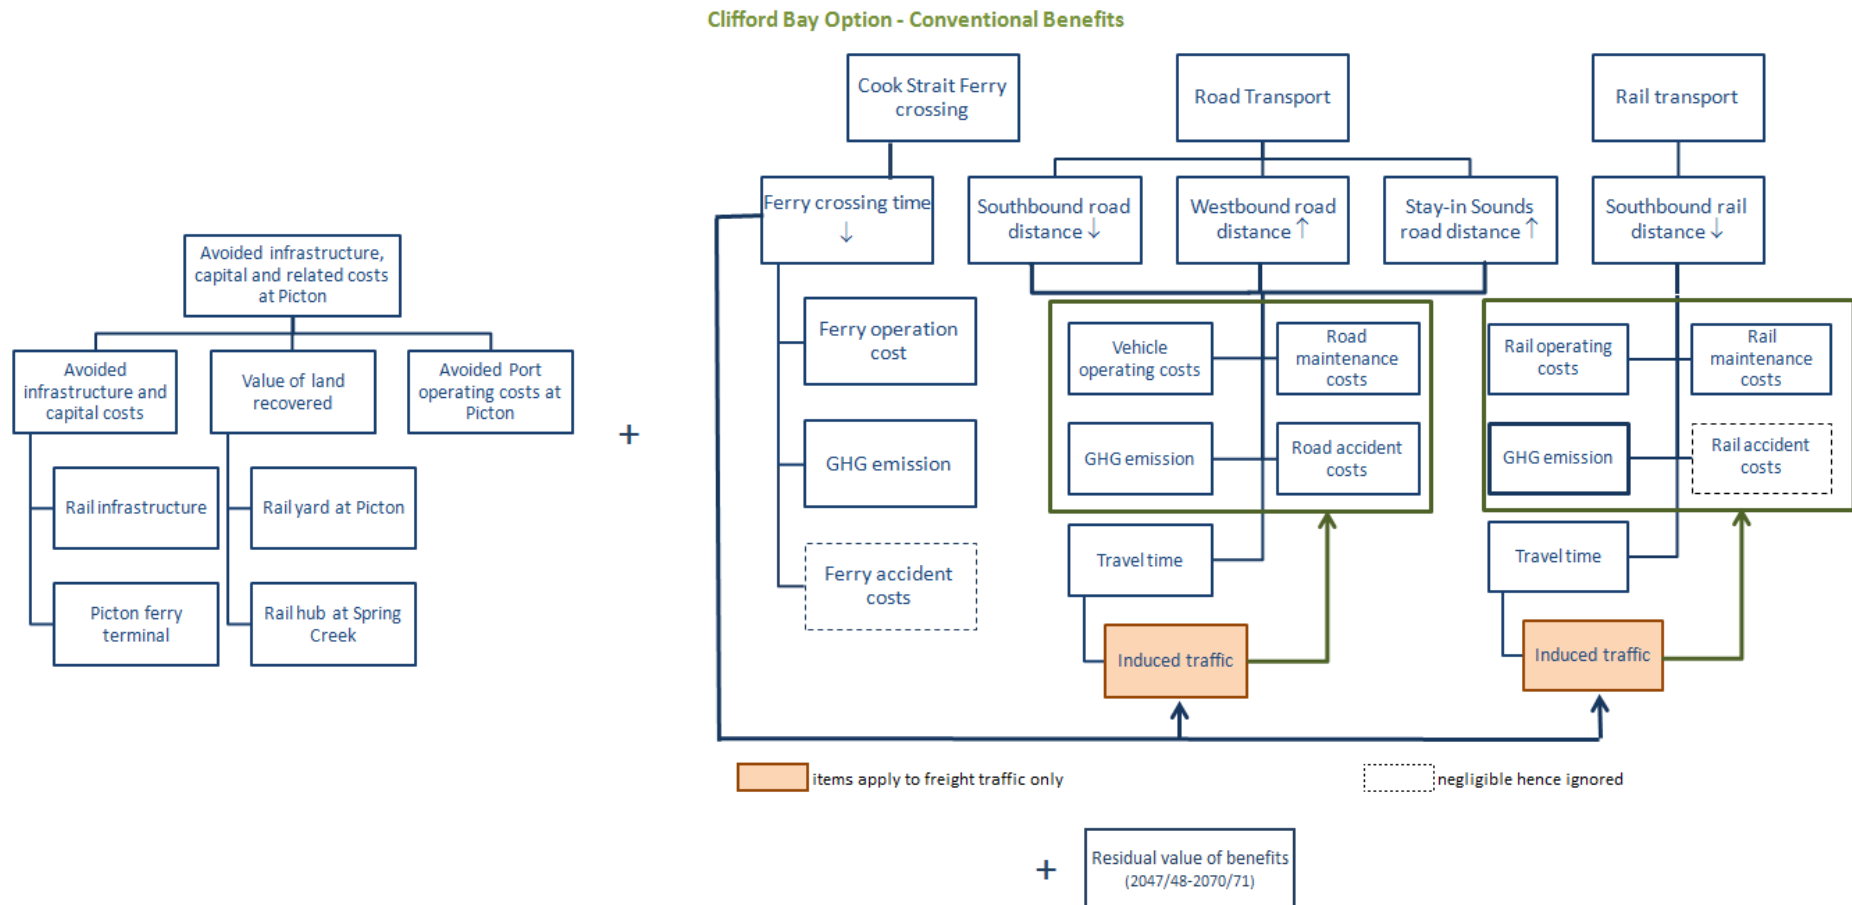 Clifford Bay Option - Conventional Benefits
Cook Strait Ferry
crossing
Road Transport
Rail transport
Ferry crossing time
↓
Southbound road
distance ↓
Westbound road
distance ↑
Stay-in Sounds
road distance ↑
Southbound rail
distance ↓
Avoided infrastructure,
capital and related costs
at Picton
Avoided
infrastructure and
capital costs
Value of land
recovered
Avoided Port
operating costs at
Picton
Rail infrastructure
Rail yard at Picton
Picton ferry
terminal
Rail hub at Spring
Creek
+
Ferry operation
cost
GHG emission
Ferry accident
costs
Vehicle
operating costs
Road
maintenance
costs
GHG emission
Road accident
costs
Travel time
Induced traffic
Rail operating
costs
Rail
maintenance
costs
GHG emission
Rail accident
costs
Travel time
Induced traffic
items apply to freight traffic only
negligible hence ignored
+
Residual value of benefits
(2047/48-2070/71)